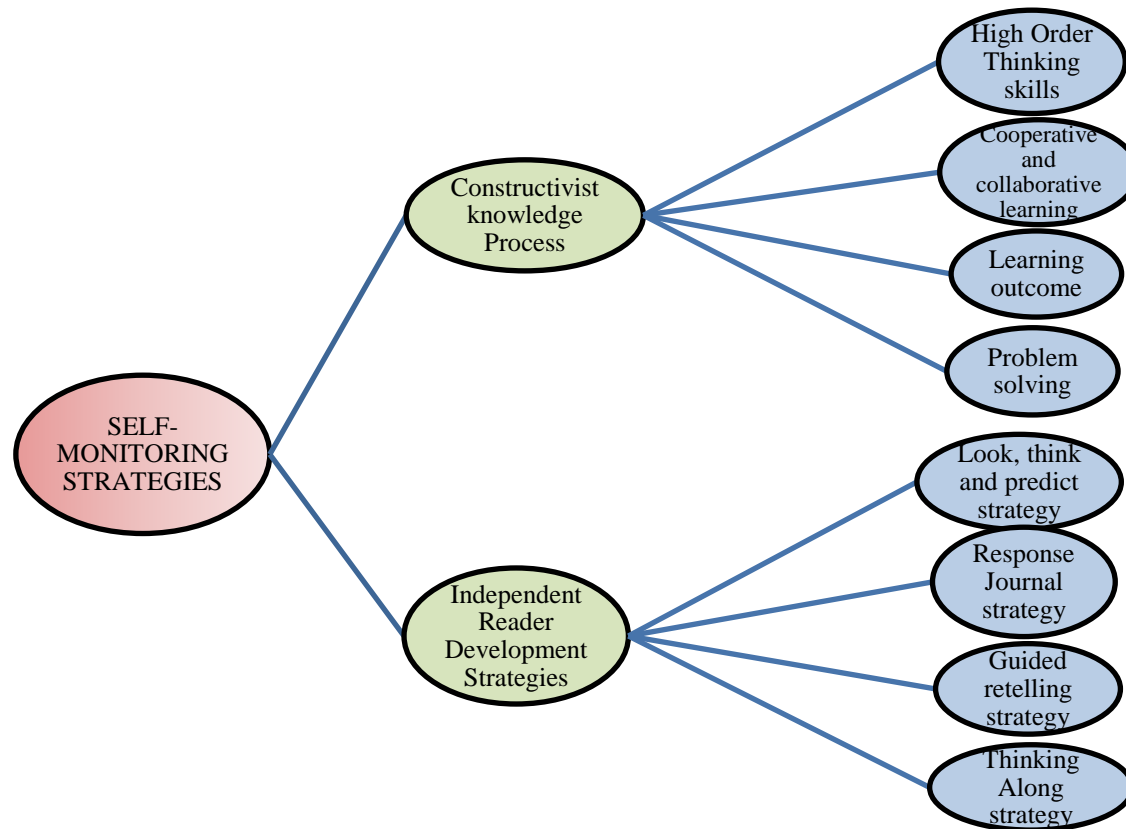 High Order
Thinking
skills
Cooperative
and
collaborative
learning
Constructivist
knowledge
Process
Learning
outcome
Problem
solving
SELF-
MONITORING
STRATEGIES
Look, think
and predict
strategy
Response
Journal
strategy
Independent
Reader
Development
Strategies
Guided
retelling
strategy
Thinking
Along
strategy